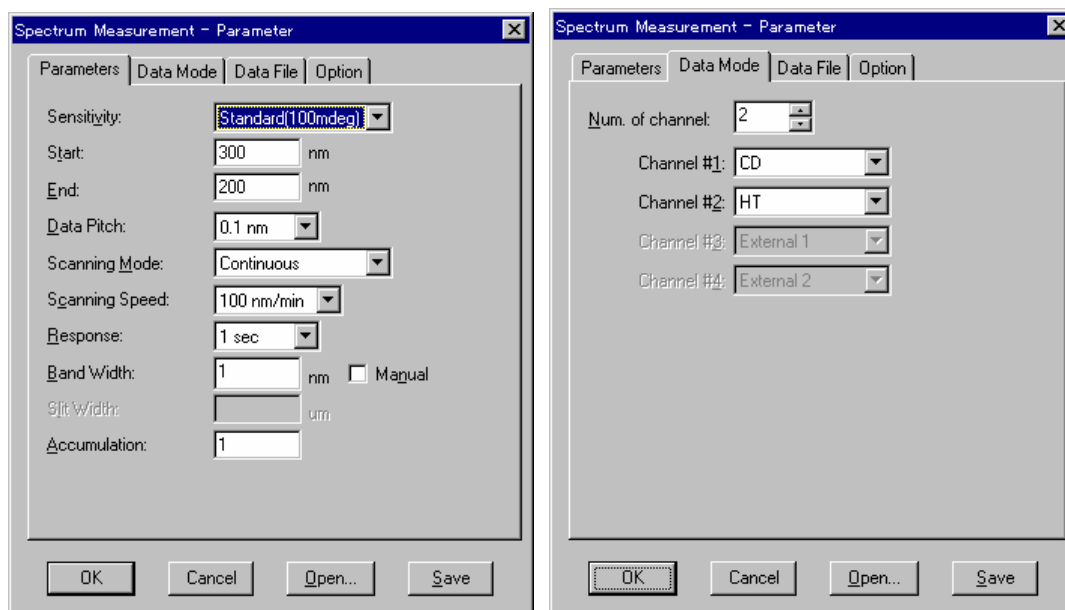 Spectrum Measurement - Parameter
Parameters Data Mode Data File Option
Sensitivity: Standard(100mdeg)
Start: 300 nm
End: 200 nm
Data Pitch: 0.1 nm
Scanning Mode: Continuous
Scanning Speed: 100 nm/min
Response: 1 sec
Band Width: 1 nm Manual
Slit Width: um
Accumulation: 1
OK Cancel Open... Save
Spectrum Measurement - Parameter
Parameters Data Mode Data File Option
Num. of channel: 2
Channel #1: CD
Channel #2: HT
Channel #3: External 1
Channel #4: External 2
OK Cancel Open... Save